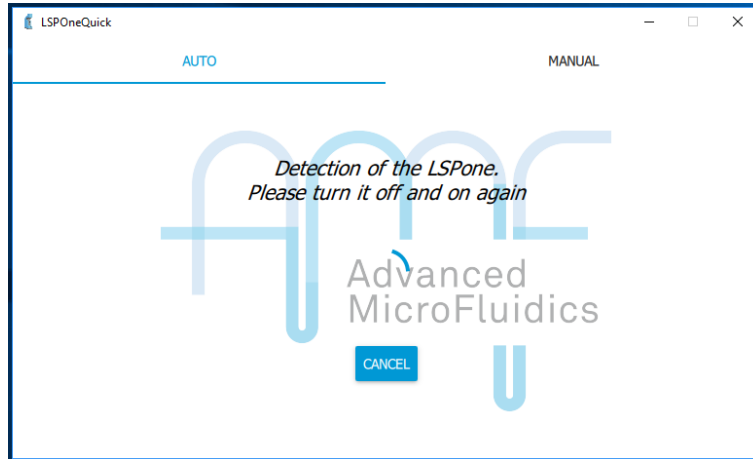 LSPOneQuick
AUTO
MANUAL
Detection of the LSPone.
Please turn it off and on again
Advanced
MicroFluidics
CANCEL